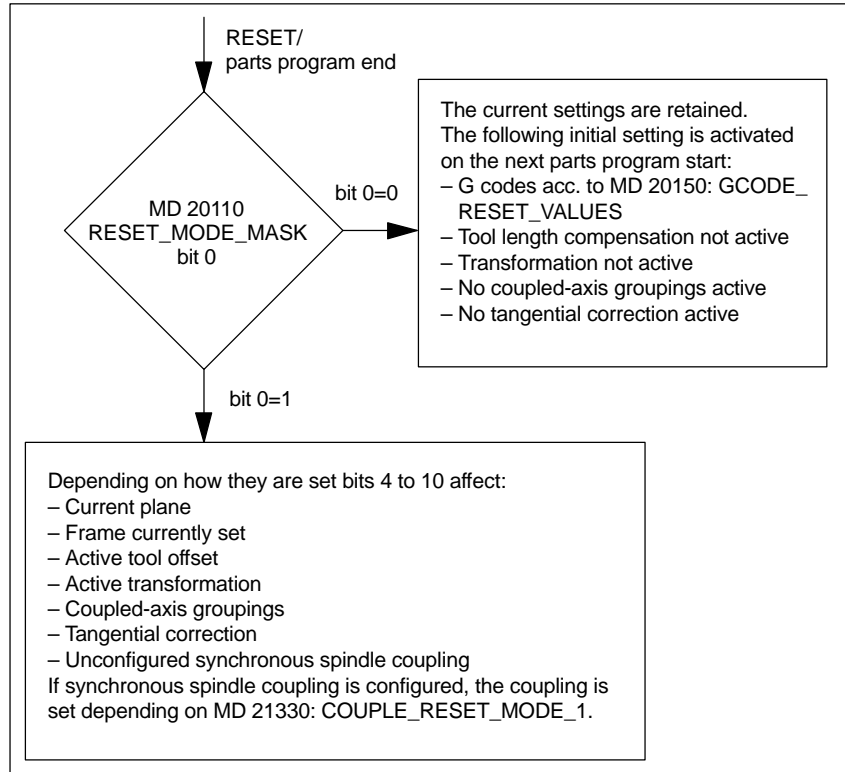 RESET/
parts program end
MD 20110
RESET_MODE_MASK
bit 0
bit 0=0
The current settings are retained.
The following initial setting is activated
on the next parts program start:
– G codes acc. to MD 20150: GCODE_
RESET_VALUES
– Tool length compensation not active
– Transformation not active
– No coupled-axis groupings active
– No tangential correction active
bit 0=1
Depending on how they are set bits 4 to 10 affect:
– Current plane
– Frame currently set
– Active tool offset
– Active transformation
– Coupled-axis groupings
– Tangential correction
– Unconfigured synchronous spindle coupling
If synchronous spindle coupling is configured, the coupling is
set depending on MD 21330: COUPLE_RESET_MODE_1.